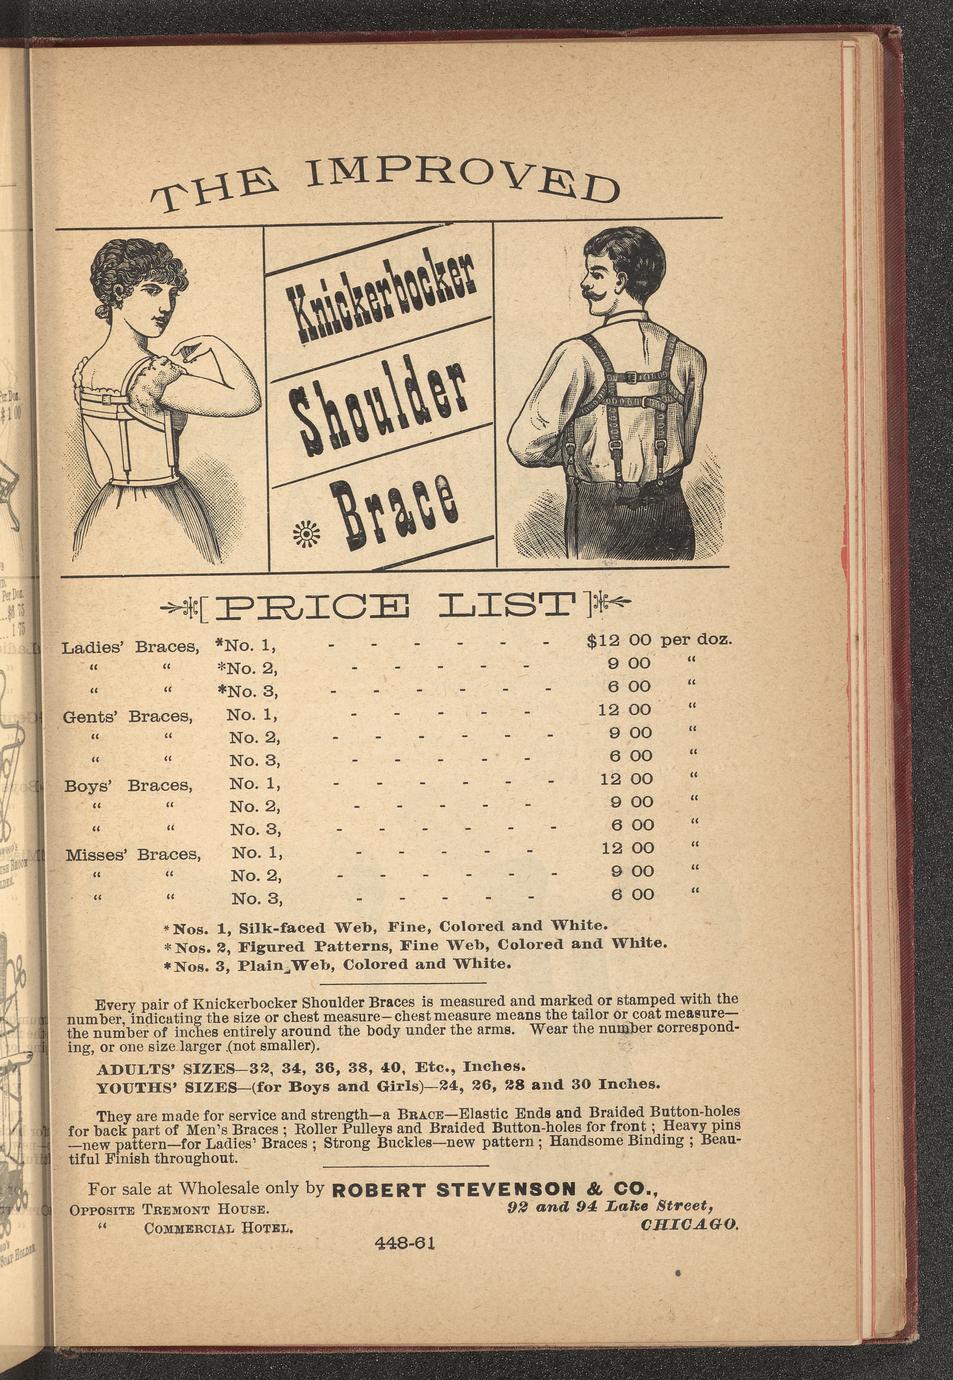 THE IMPROVED
Knickerbocker
Shoulder
Brace
[PRICE LIST]
Ladies' Braces, *No. 1, - - - - - - $12 00 per doz.
“ “ *No. 2, - - - - - 9 00 “
“ “ *No. 3, - - - - - - 6 00 “
Gents' Braces, No. 1, - - - - - 12 00 “
“ “ No. 2, - - - - - - 9 00 “
“ “ No. 3, - - - - - 6 00 “
Boys' Braces, No. 1, - - - - - - 12 00 “
“ “ No. 2, - - - - - 9 00 “
“ “ No. 3, - - - - - - 6 00 “
Misses' Braces, No. 1, - - - - - 12 00 “
“ “ No. 2, - - - - - - 9 00 “
“ “ No. 3, - - - - - 6 00 “
*Nos. 1, Silk-faced Web, Fine, Colored and White.
*Nos. 2, Figured Patterns, Fine Web, Colored and White.
*Nos. 3, Plain Web, Colored and White.
Every pair of Knickerbocker Shoulder Braces is measured and marked or stamped with the
number, indicating the size or chest measure—chest measure means the tailor or coat measure—
the number of inches entirely around the body under the arms. Wear the number correspond-
ing, or one size larger (not smaller).
ADULTS' SIZES—32, 34, 36, 38, 40, Etc., Inches.
YOUTHS' SIZES—(for Boys and Girls)—24, 26, 28 and 30 Inches.
They are made for service and strength—a BRACE—Elastic Ends and Braided Button-holes
for back part of Men's Braces ; Roller Pulleys and Braided Button-holes for front ; Heavy pins
—new pattern—for Ladies' Braces ; Strong Buckles—new pattern ; Handsome Binding ; Beau-
tiful Finish throughout.
For sale at Wholesale only by ROBERT STEVENSON & CO.,
OPPOSITE TREMONT HOUSE. 92 and 94 Lake Street,
“ COMMERCIAL HOTEL. CHICAGO.
448-61
Per Doz.
$ 1 00
Per Doz.
1 75